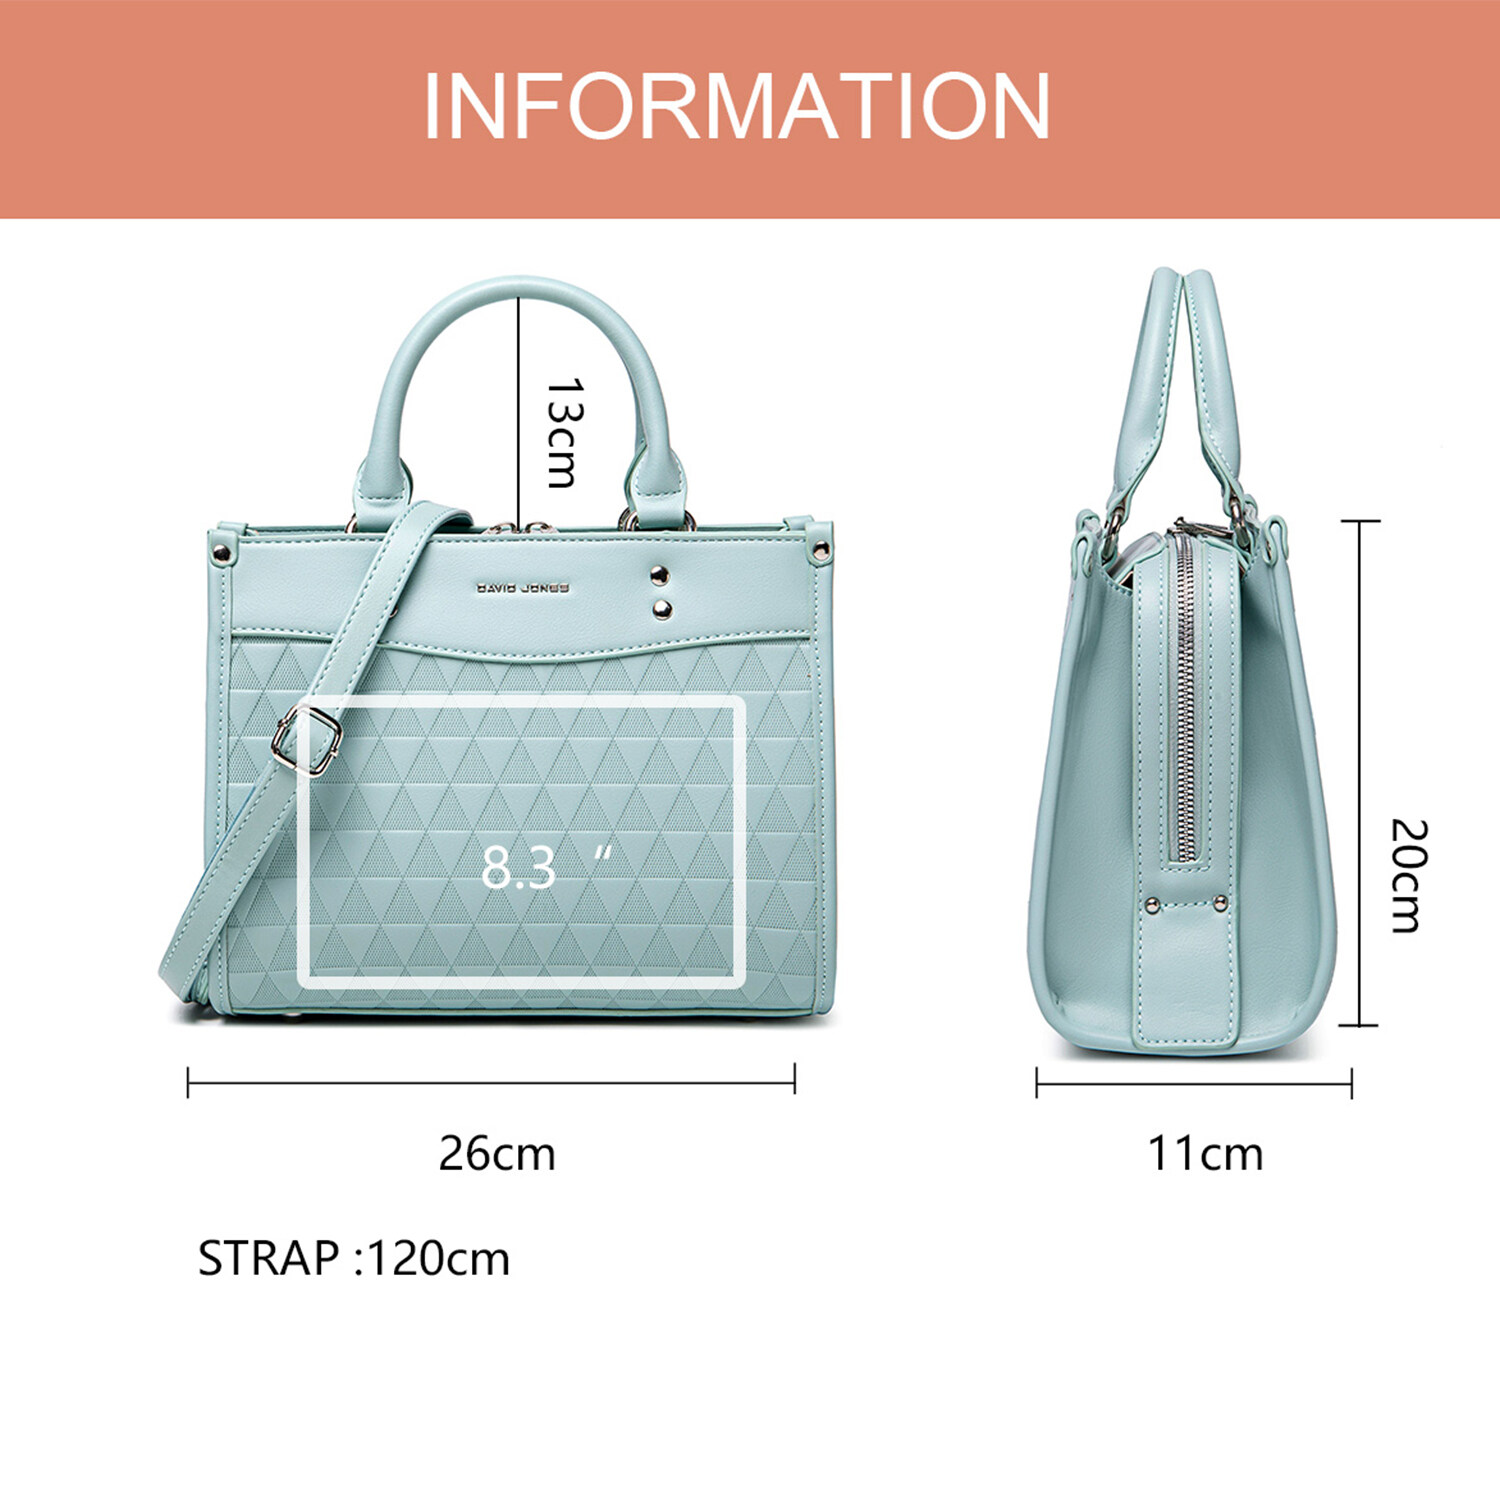 INFORMATION
13cm
DAVID JONES
8.3 “
20cm
26cm
11cm
STRAP :120cm